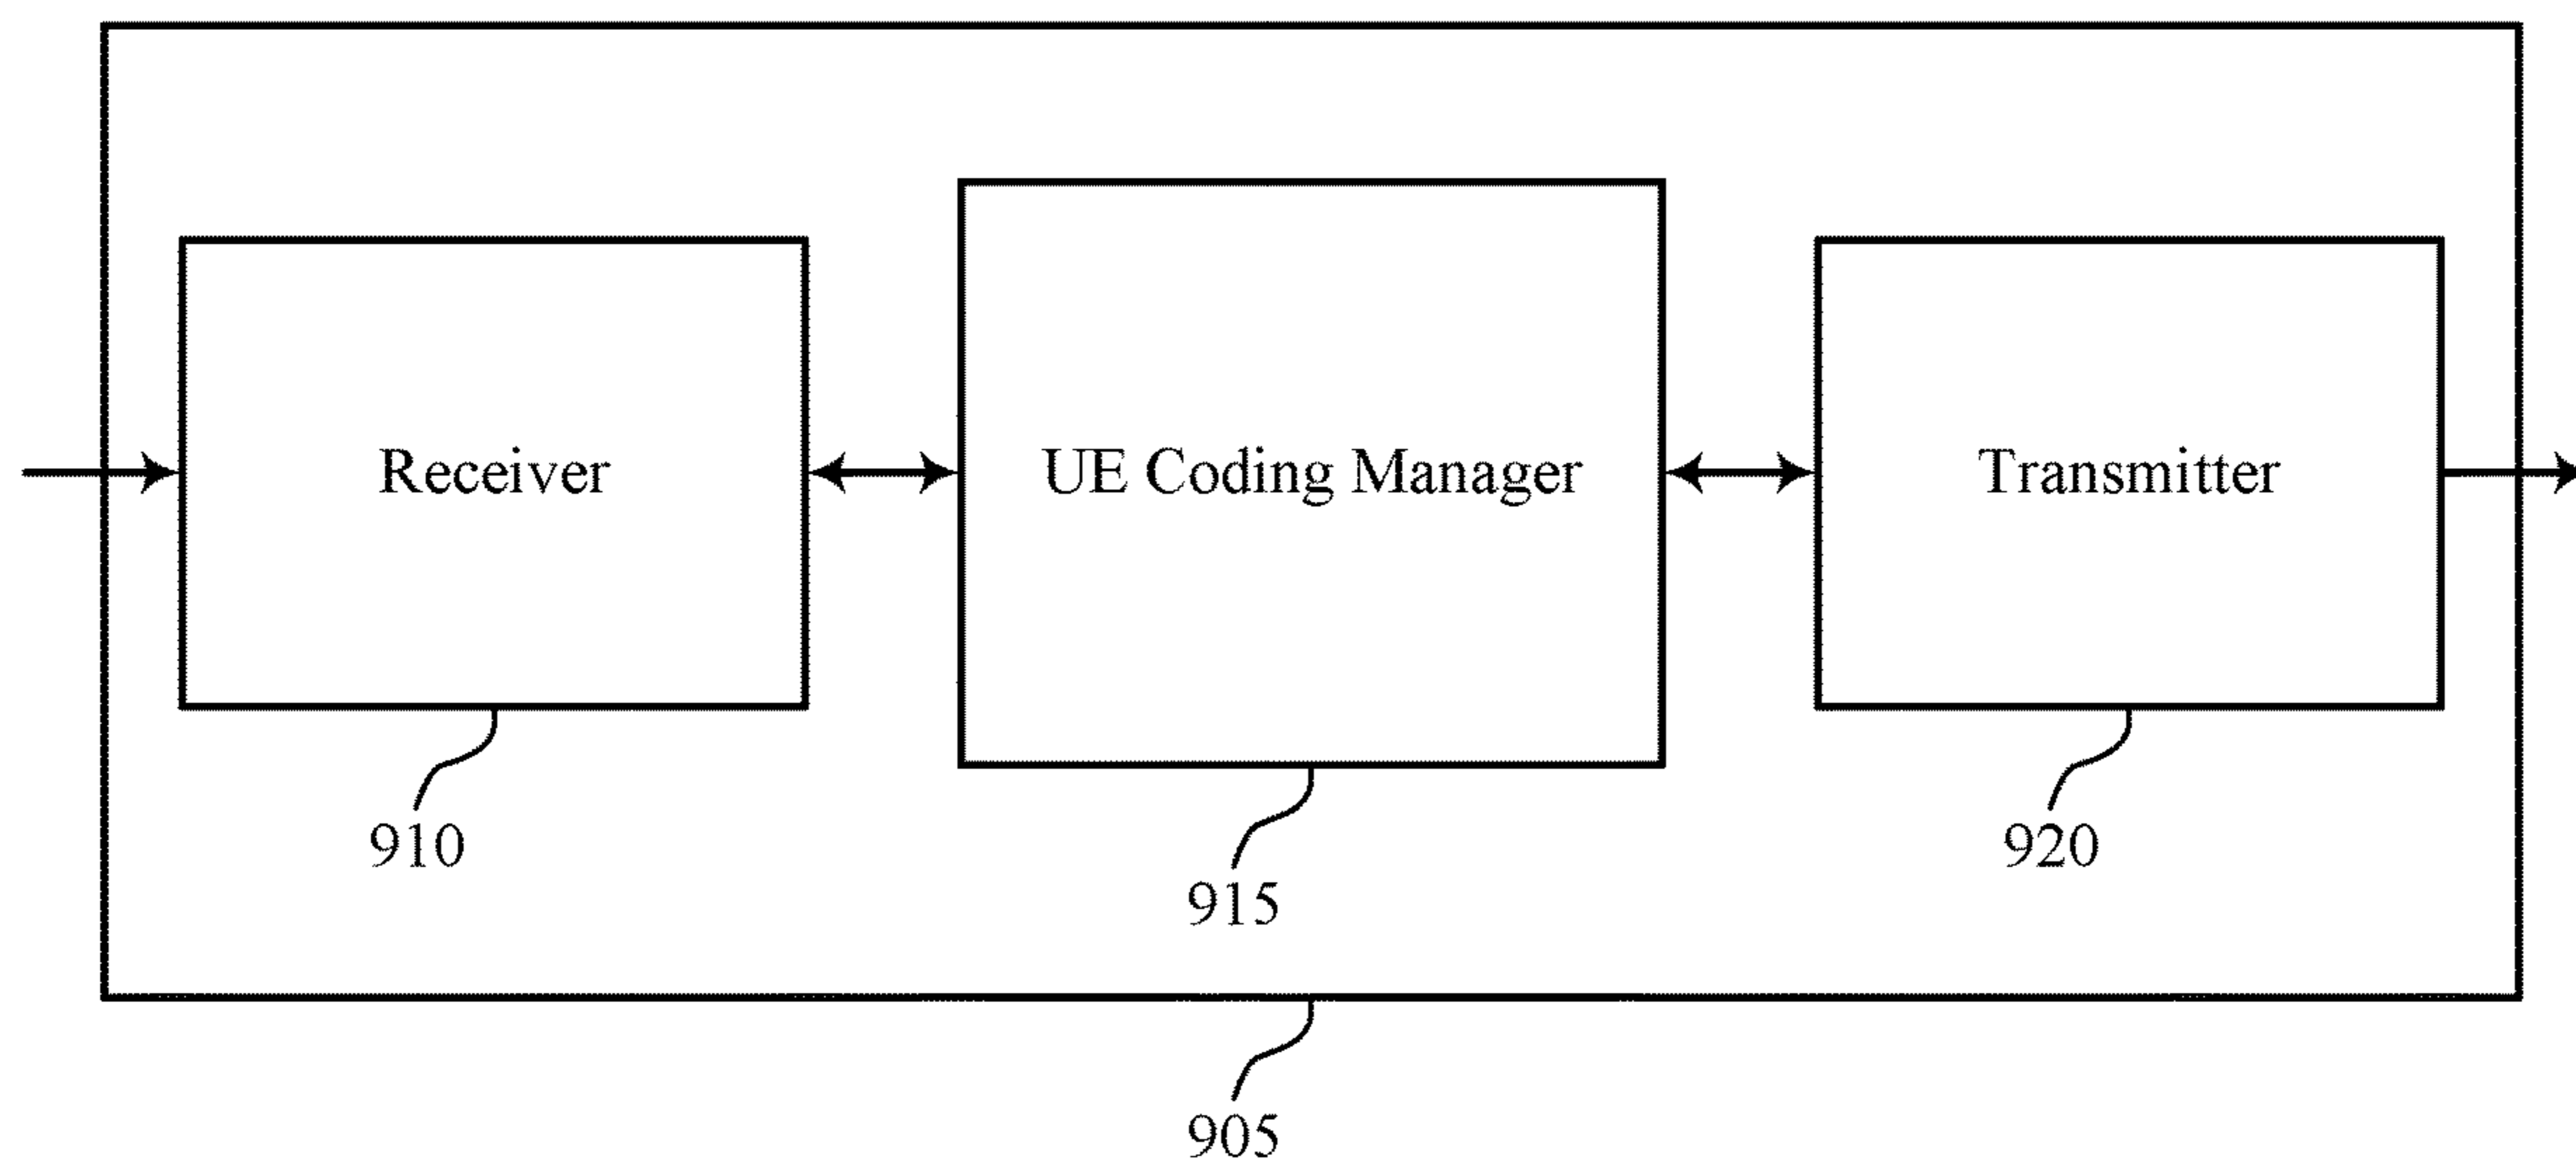 Receiver
UE Coding Manager
Transmitter
910
915
920
905